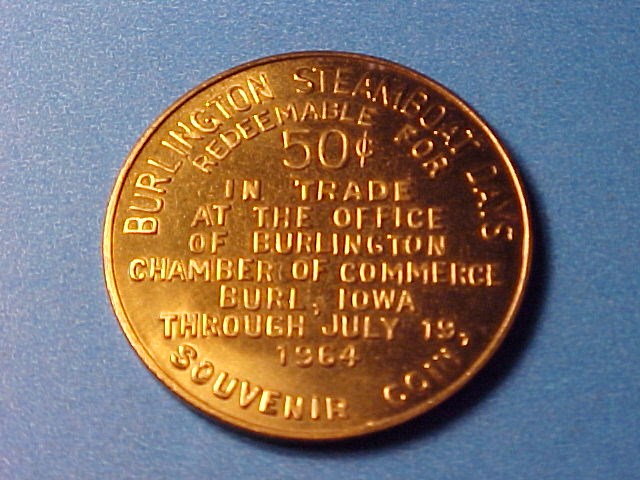 BURLINGTON STEAMBOAT DAYS
REDEEMABLE FOR
50¢
IN TRADE
AT THE OFFICE
OF BURLINGTON
CHAMBER OF COMMERCE
BURL, IOWA
THROUGH JULY 19,
1964
SOUVENIR COIN